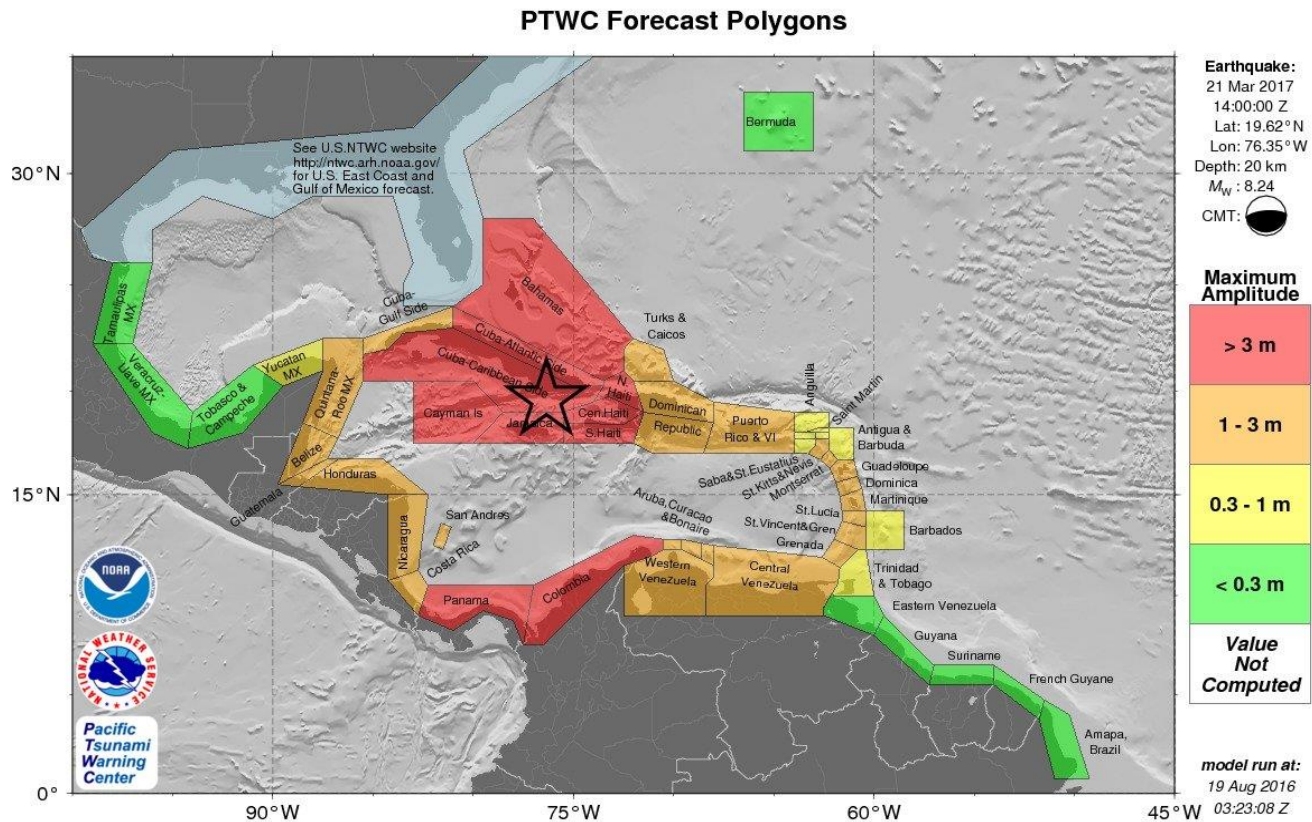 PTWC Forecast Polygons
Earthquake:
21 Mar 2017
14:00:00 Z
Lat: 19.62° N
Lon: 76.35° W
Depth: 20 km
MW : 8.24
CMT:
Maximum
Amplitude
> 3 m
1 - 3 m
0.3 - 1 m
< 0.3 m
Value
Not
Computed
model run at:
19 Aug 2016
03:23:08 Z
30°N
15°N
0°
90°W
75°W
60°W
45°W
See U.S.NTWC website
http://ntwc.arh.noaa.gov/
for U.S. East Coast and
Gulf of Mexico forecast.
Bermuda
Tamaulipas
MX
Veracruz-
Llave MX
Tobasco &
Campeche
Yucatan
MX
Quintana-
Roo MX
Cuba-
Gulf Side
Cuba-Atlantic Side
Cuba-Caribbean Side
Bahamas
Turks &
Caicos
N.
Haiti
Cen.Haiti
S.Haiti
Cayman Is
Jamaica
Dominican
Republic
Puerto
Rico & VI
Anguilla
Saint Martin
Antigua &
Barbuda
Saba&St.Eustatius
St.Kitts&Nevis
Montserrat
Guadeloupe
Dominica
Martinique
St.Lucia
St.Vincent&Gren
Barbados
Grenada
Aruba,Curacao
&Bonaire
Trinidad
& Tobago
Belize
Guatemala
Honduras
Nicaragua
San Andres
Costa Rica
Panama
Colombia
Western
Venezuela
Central
Venezuela
Eastern Venezuela
Guyana
Suriname
French Guyane
Amapa,
Brazil
NOAA
NATIONAL WEATHER SERVICE
Pacific
Tsunami
Warning
Center